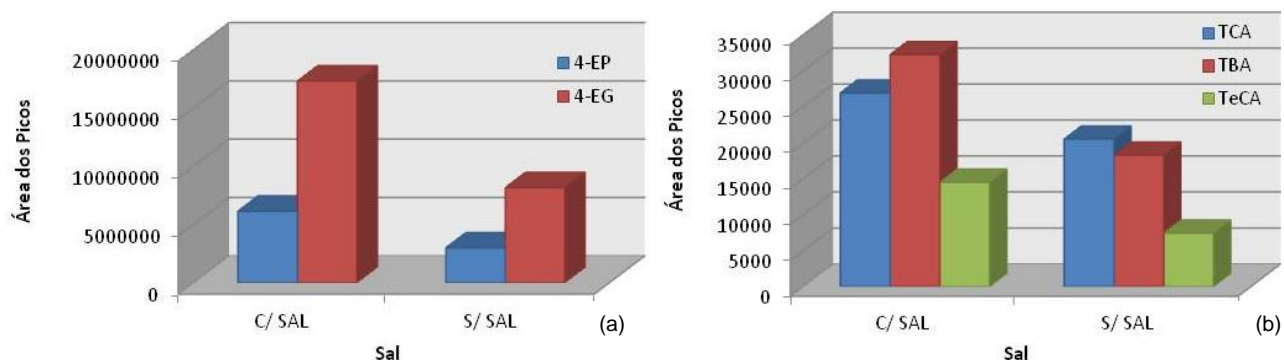 Área dos Picos
20000000
15000000
10000000
5000000
0
4-EP
4-EG
C/ SAL
S/ SAL
Sal
(a)
Área dos Picos
35000
30000
25000
20000
15000
10000
5000
0
TCA
TBA
TeCA
C/ SAL
S/ SAL
Sal
(b)